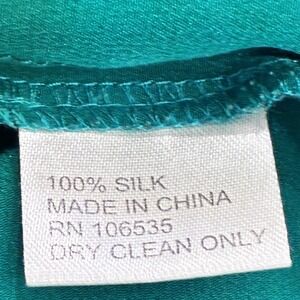 100% SILK
MADE IN CHINA
RN 106535
DRY CLEAN ONLY